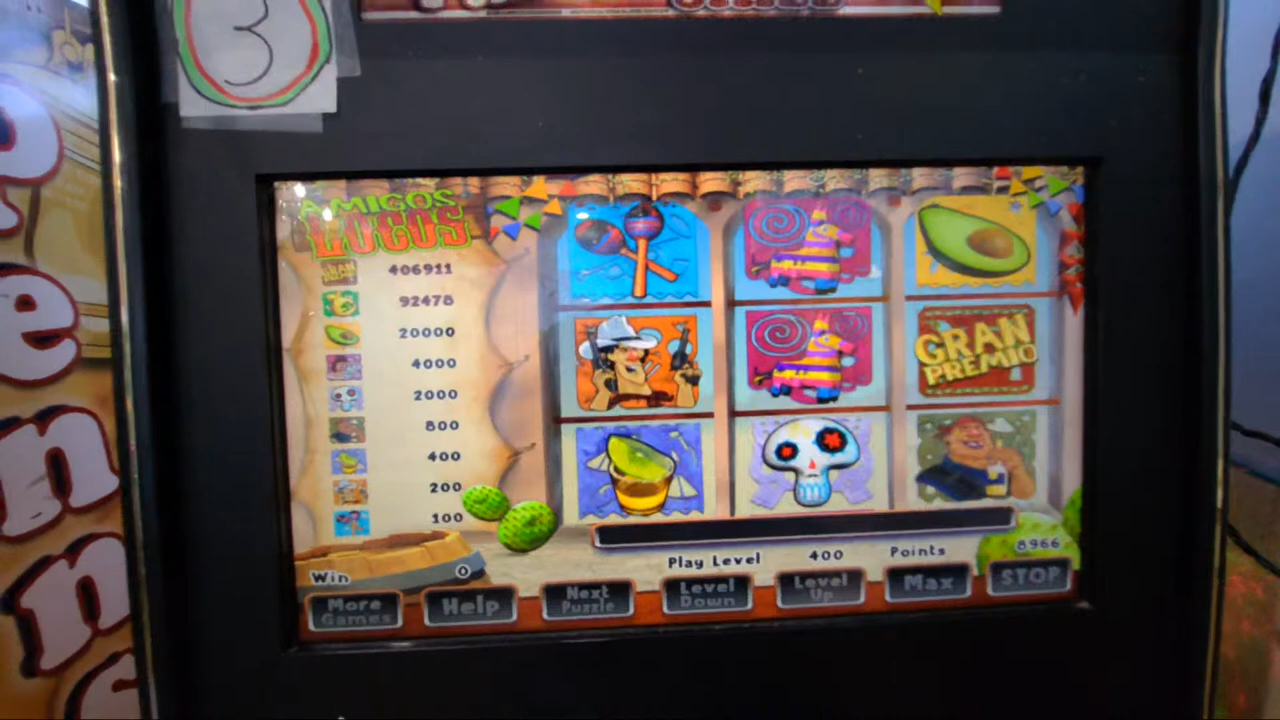 3
AMIGOS
LOCOS
406911
92478
20000
4000
2000
800
400
200
100
GRAN
PREMIO
Play Level 400 Points 8966
Win 0
More
Games
Help
Next
Puzzle
Level
Down
Level
Up
Max
STOP